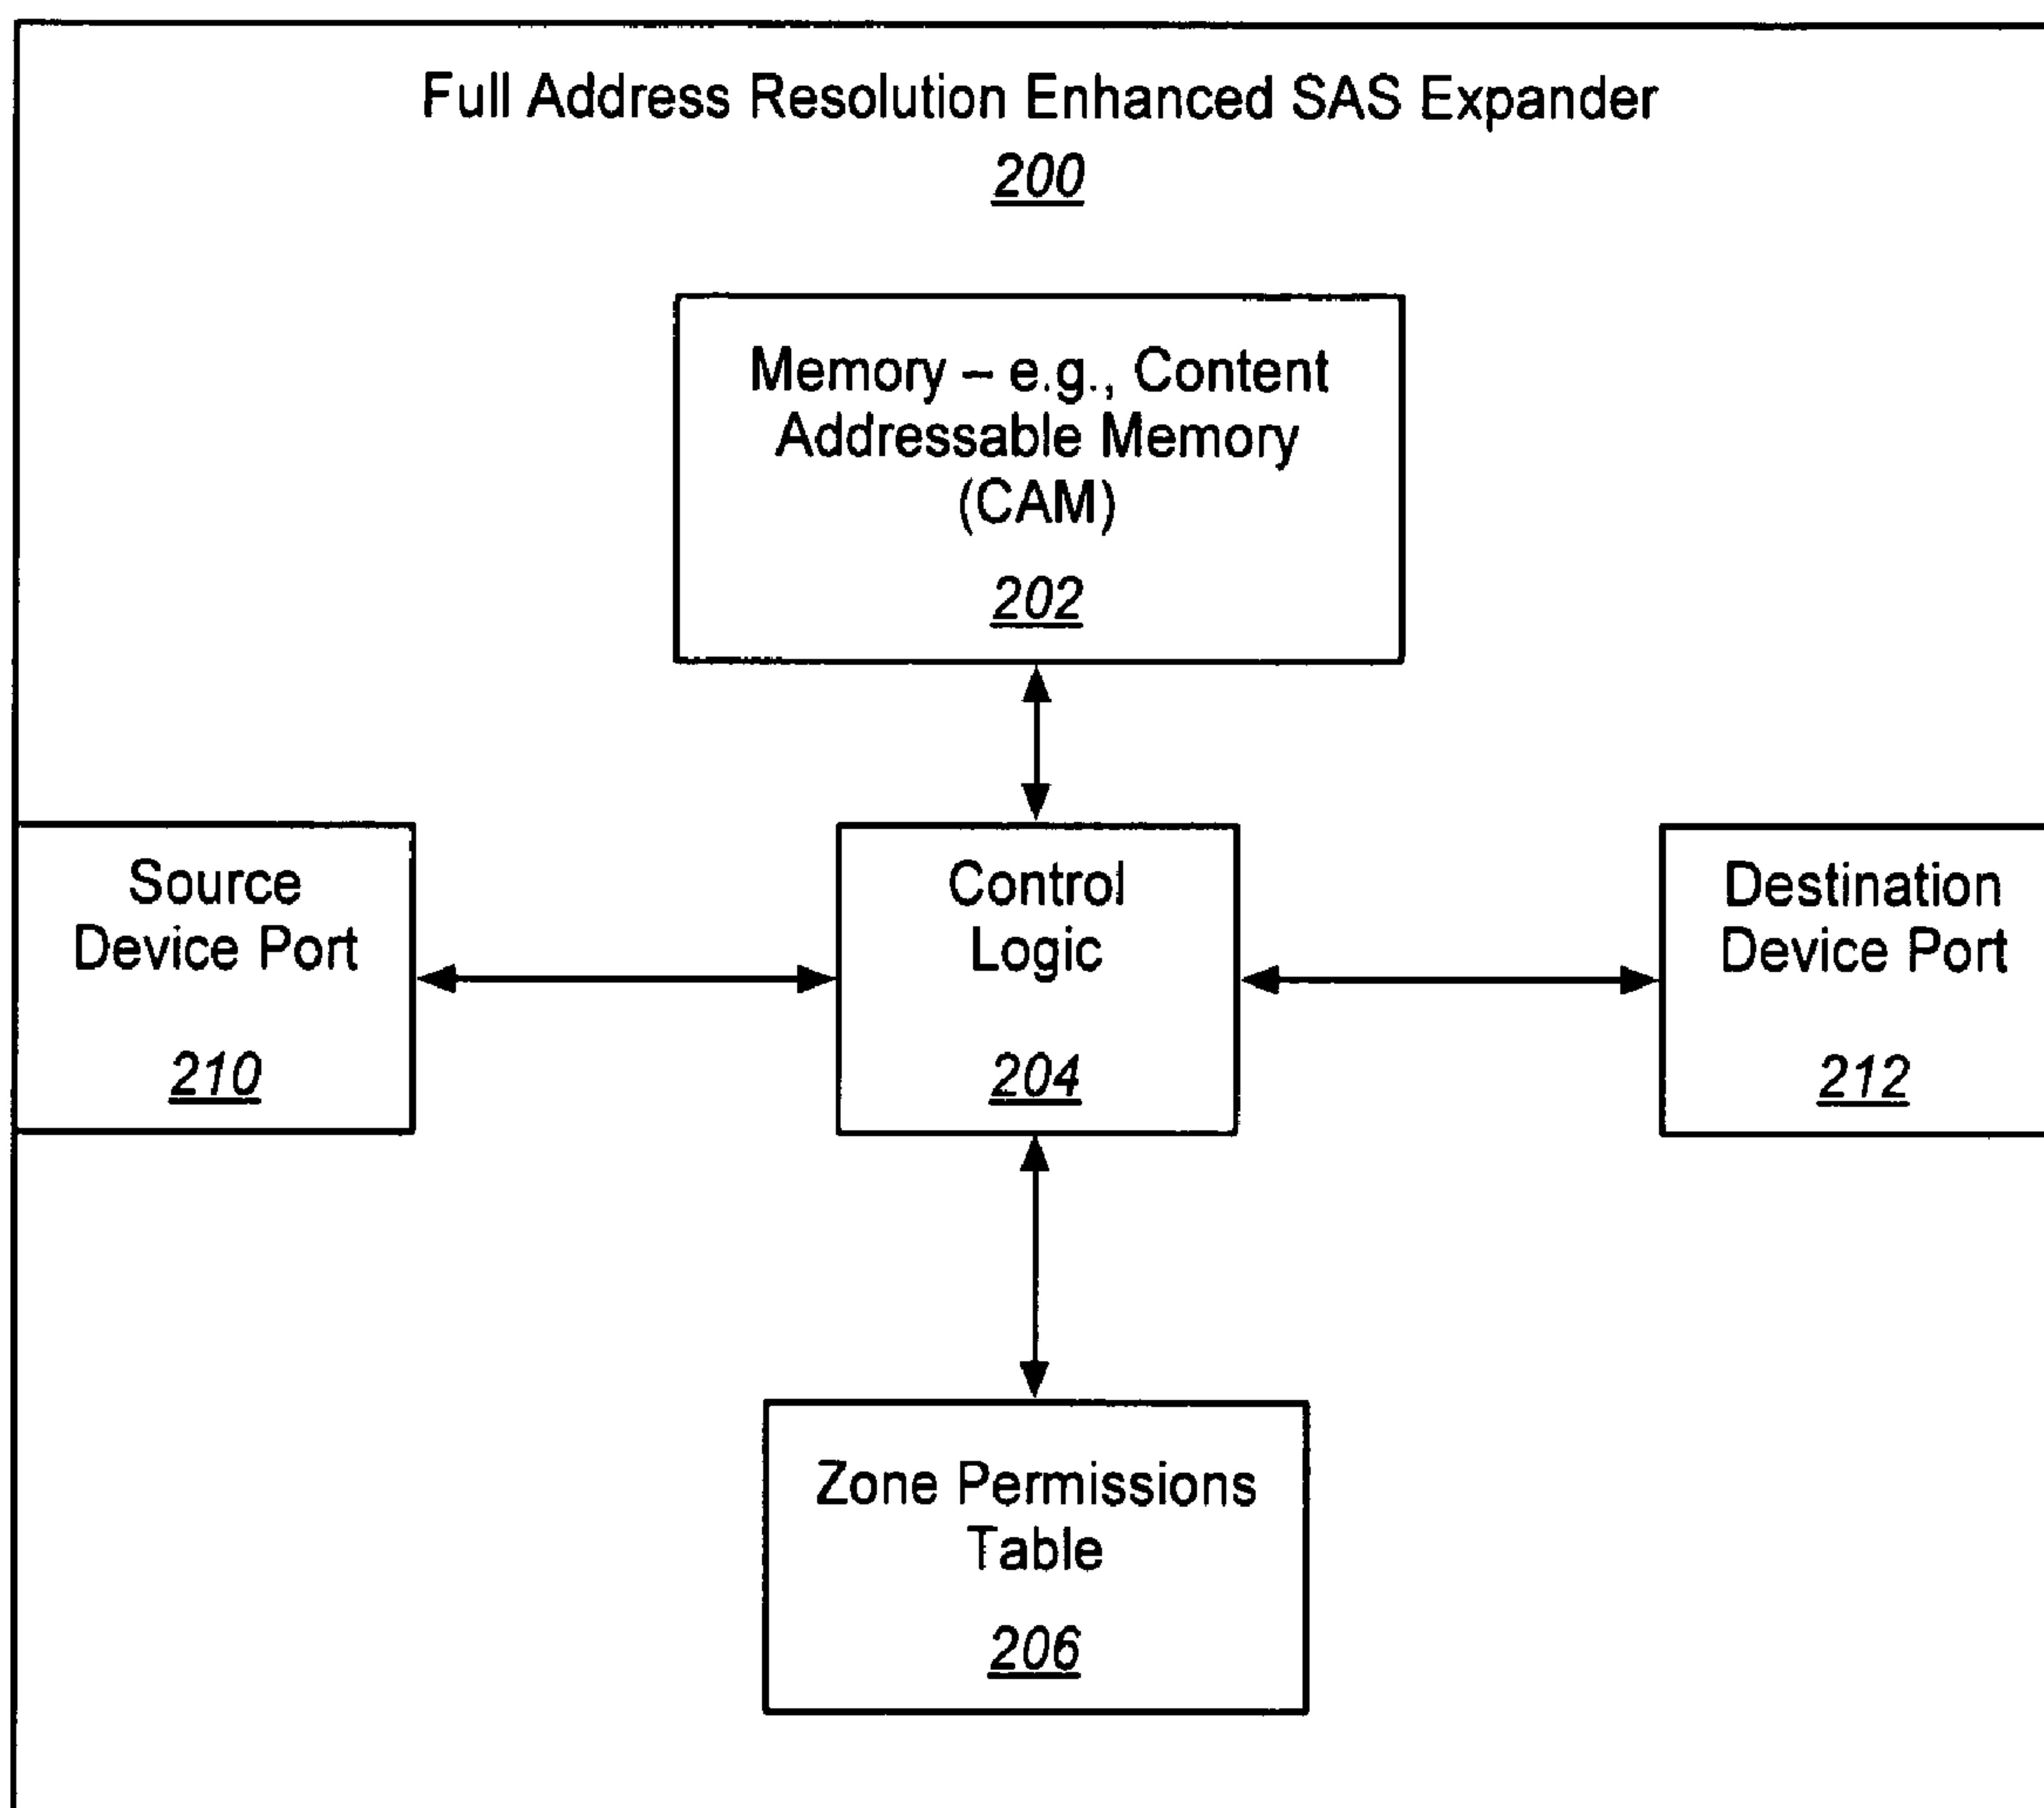 Full Address Resolution Enhanced SAS Expander
200
Memory – e.g., Content
Addressable Memory
(CAM)
202
Source
Device Port
210
Control
Logic
204
Destination
Device Port
212
Zone Permissions
Table
206